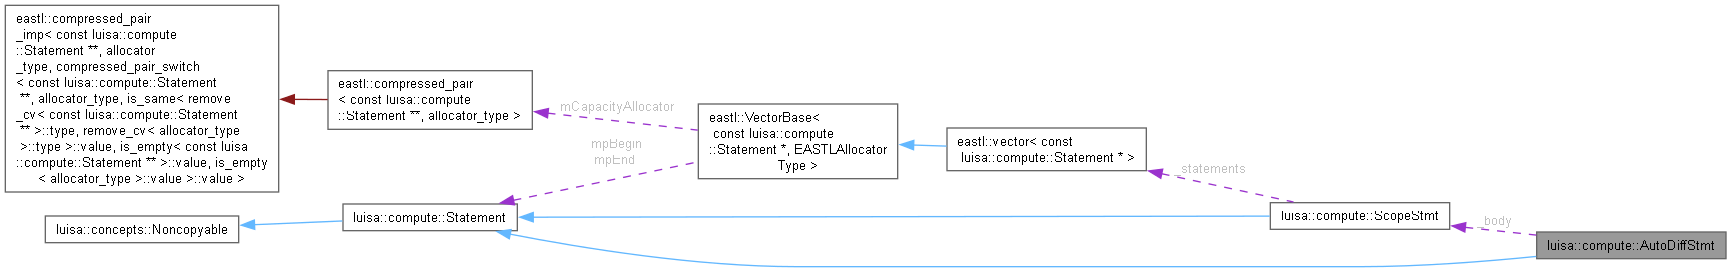 eastl::compressed_pair
_imp< const luisa::compute
::Statement **, allocator
_type, compressed_pair_switch
< const luisa::compute::Statement
**, allocator_type, is_same< remove
_cv< const luisa::compute::Statement
** >::type, remove_cv< allocator_type
>::type >::value, is_empty< const luisa
::compute::Statement ** >::value, is_empty
< allocator_type >::value >::value >
eastl::compressed_pair
< const luisa::compute
::Statement **, allocator_type >
mCapacityAllocator
mpBegin
mpEnd
eastl::VectorBase<
const luisa::compute
::Statement *, EASTLAllocator
Type >
eastl::vector< const
luisa::compute::Statement * >
_statements
luisa::concepts::Noncopyable
luisa::compute::Statement
luisa::compute::ScopeStmt
_body
luisa::compute::AutoDiffStmt